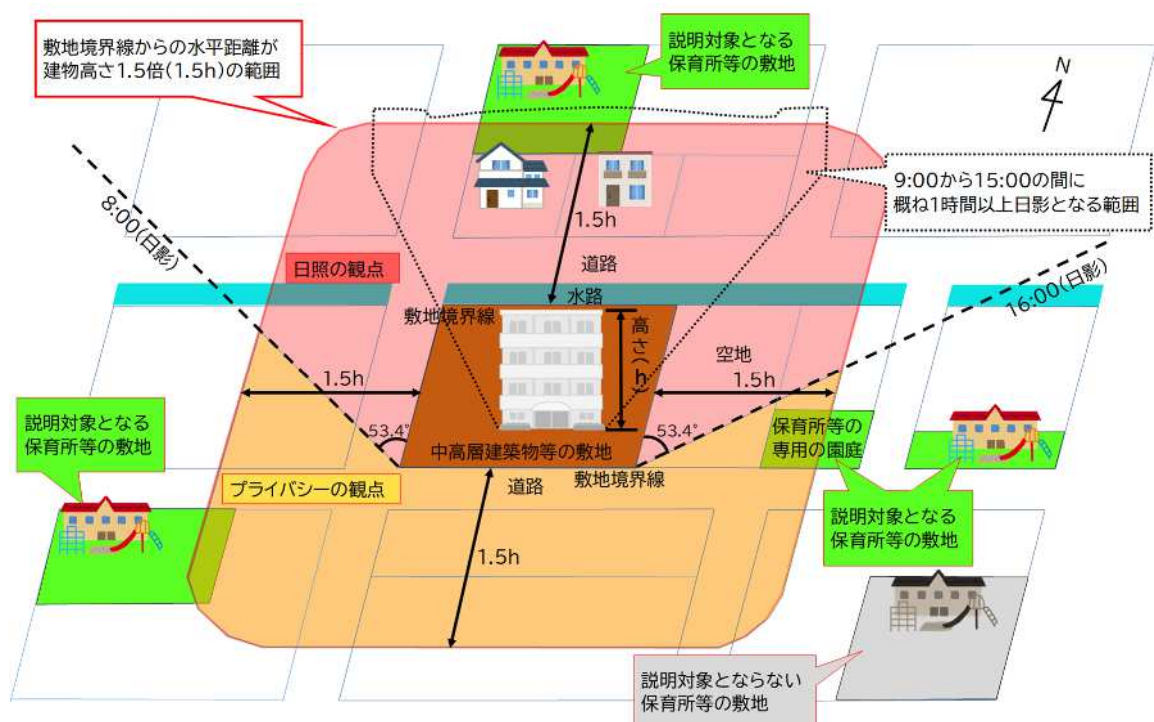 敷地境界線からの水平距離が
建物高さ1.5倍(1.5h)の範囲
説明対象となる
保育所等の敷地
N
9:00から15:00の間に
概ね1時間以上日影となる範囲
8:00(日影)
1.5h
道路
日照の観点
水路
16:00(日影)
敷地境界線
高さ(h)
空地
1.5h
1.5h
説明対象となる
保育所等の敷地
53.4°
53.4°
保育所等の
専用の園庭
中高層建築物等の敷地
敷地境界線
道路
プライバシーの観点
説明対象となる
保育所等の敷地
1.5h
説明対象とならない
保育所等の敷地